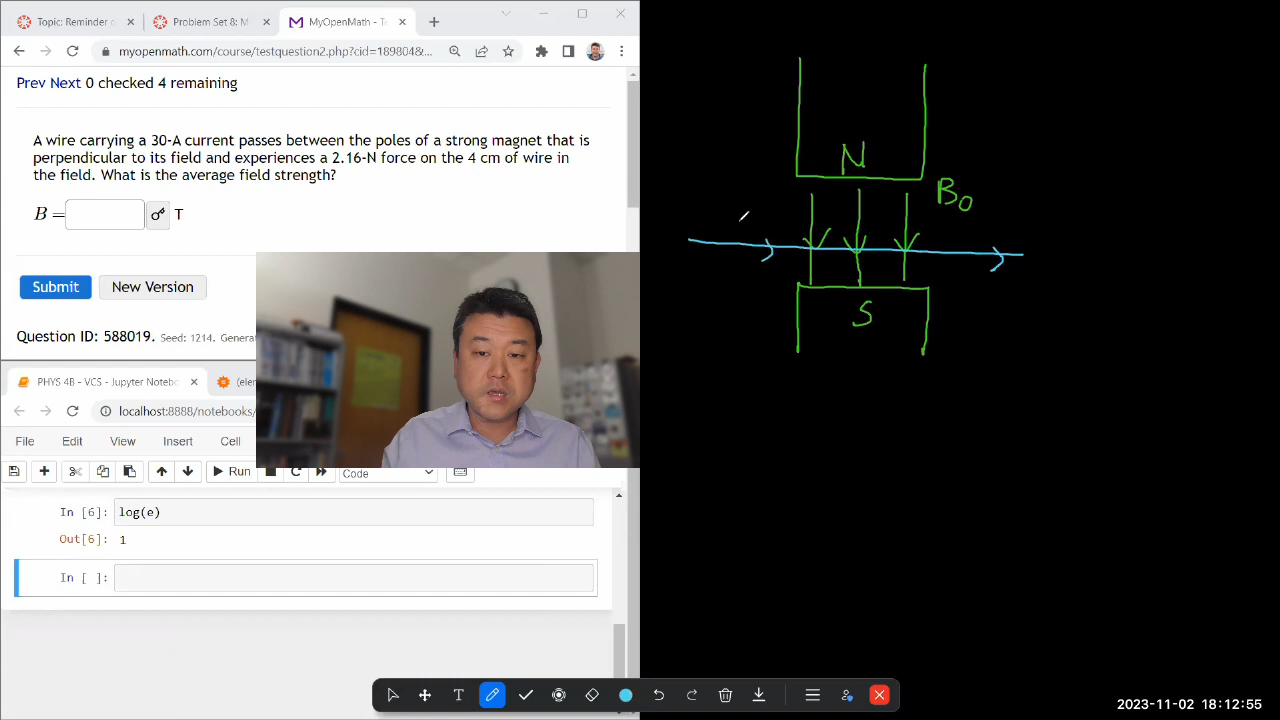 Topic: Reminder o
Problem Set 8: M
MyOpenMath - Te
myopenmath.com/course/testquestion2.php?cid=189804&...
Prev Next 0 checked 4 remaining
A wire carrying a 30-A current passes between the poles of a strong magnet that is
perpendicular to its field and experiences a 2.16-N force on the 4 cm of wire in
the field. What is the average field strength?
B = T
Submit New Version
Question ID: 588019. Seed: 1214. Generat
PHYS 4B - VCS - Jupyter Notebo
(elem
localhost:8888/notebooks/
File Edit View Insert Cell
Run Code
In [6]: log(e)
Out[6]: 1
In [ ]:
N
B0
S
T
2023-11-02 18:12:55